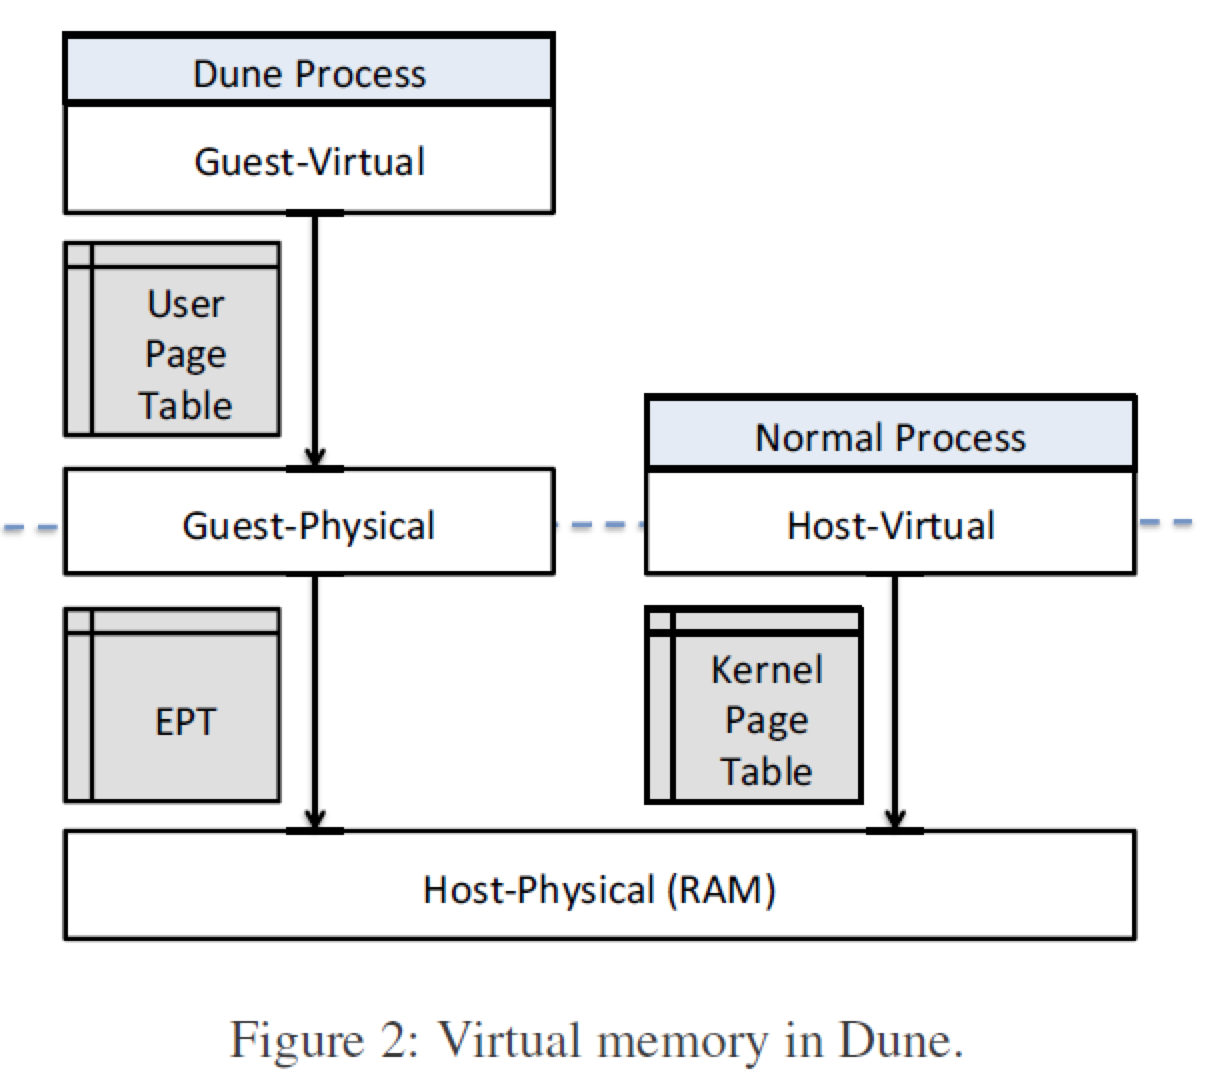 Dune Process
Guest-Virtual
User
Page
Table
Normal Process
Guest-Physical
Host-Virtual
EPT
Kernel
Page
Table
Host-Physical (RAM)
Figure 2: Virtual memory in Dune.